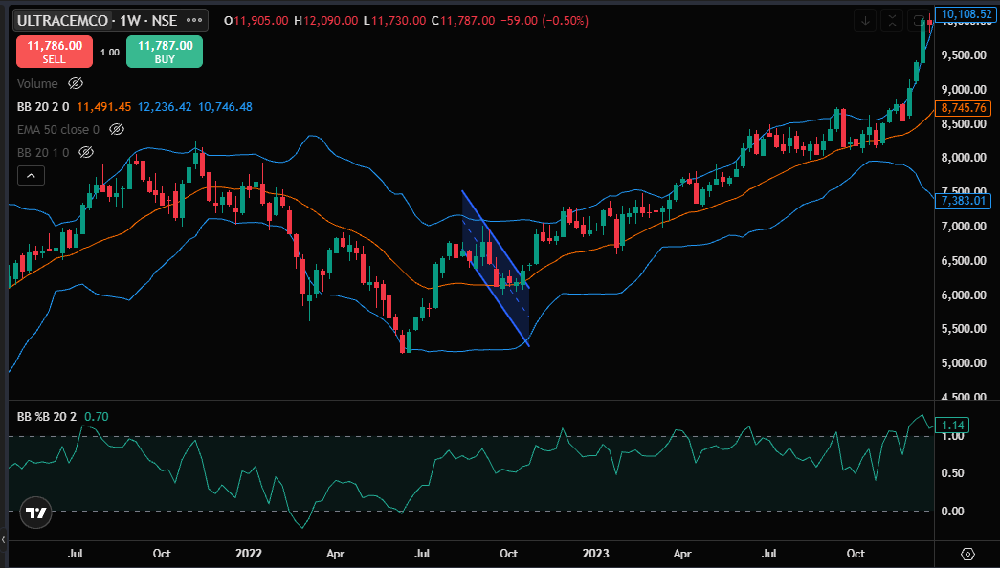 ULTRACEMCO · 1W · NSE ••• O11,905.00 H12,090.00 L11,730.00 C11,787.00 −59.00 (−0.50%)
11,786.00 SELL
1.00
11,787.00 BUY
Volume
BB 20 2 0 11,491.45 12,236.42 10,746.48
EMA 50 close 0
BB 20 1 0
10,108.52
9,500.00
9,000.00
8,745.76
8,500.00
8,000.00
7,500.00
7,383.01
7,000.00
6,500.00
6,000.00
5,500.00
5,000.00
4,500.00
BB %B 20 2 0.70
1.14
1.00
0.50
0.00
Jul Oct 2022 Apr Jul Oct 2023 Apr Jul Oct